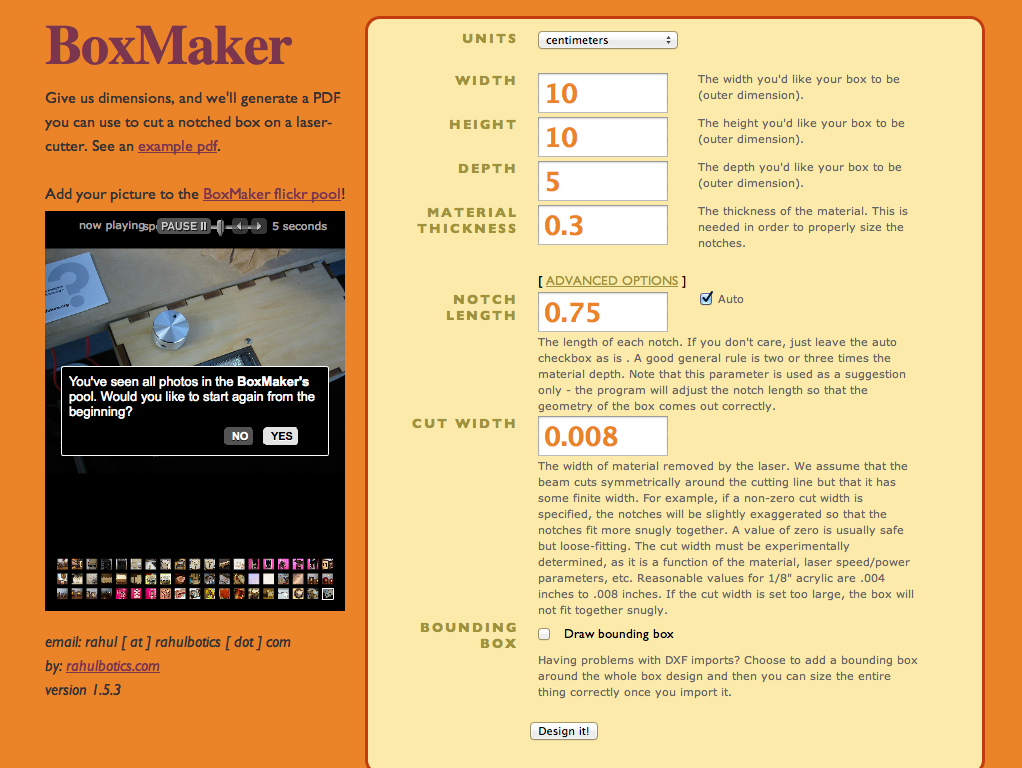 BoxMaker
Give us dimensions, and we'll generate a PDF
you can use to cut a notched box on a laser-
cutter. See an example pdf.
Add your picture to the BoxMaker flickr pool!
now playing PAUSE II 5 seconds
You've seen all photos in the BoxMaker's
pool. Would you like to start again from the
beginning?
NO YES
email: rahul [ at ] rahulbotics [ dot ] com
by: rahulbotics.com
version 1.5.3
UNITS centimeters
WIDTH 10
The width you'd like your box to be
(outer dimension).
HEIGHT 10
The height you'd like your box to be
(outer dimension).
DEPTH 5
The depth you'd like your box to be
(outer dimension).
MATERIAL
THICKNESS 0.3
The thickness of the material. This is
needed in order to properly size the
notches.
[ ADVANCED OPTIONS ]
NOTCH
LENGTH 0.75
Auto
The length of each notch. If you don't care, just leave the auto
checkbox as is . A good general rule is two or three times the
material depth. Note that this parameter is used as a suggestion
only - the program will adjust the notch length so that the
geometry of the box comes out correctly.
CUT WIDTH 0.008
The width of material removed by the laser. We assume that the
beam cuts symmetrically around the cutting line but that it has
some finite width. For example, if a non-zero cut width is
specified, the notches will be slightly exaggerated so that the
notches fit more snugly together. A value of zero is usually safe
but loose-fitting. The cut width must be experimentally
determined, as it is a function of the material, laser speed/power
parameters, etc. Reasonable values for 1/8" acrylic are .004
inches to .008 inches. If the cut width is set too large, the box will
not fit together snugly.
BOUNDING
BOX
Draw bounding box
Having problems with DXF imports? Choose to add a bounding box
around the whole box design and then you can size the entire
thing correctly once you import it.
Design it!